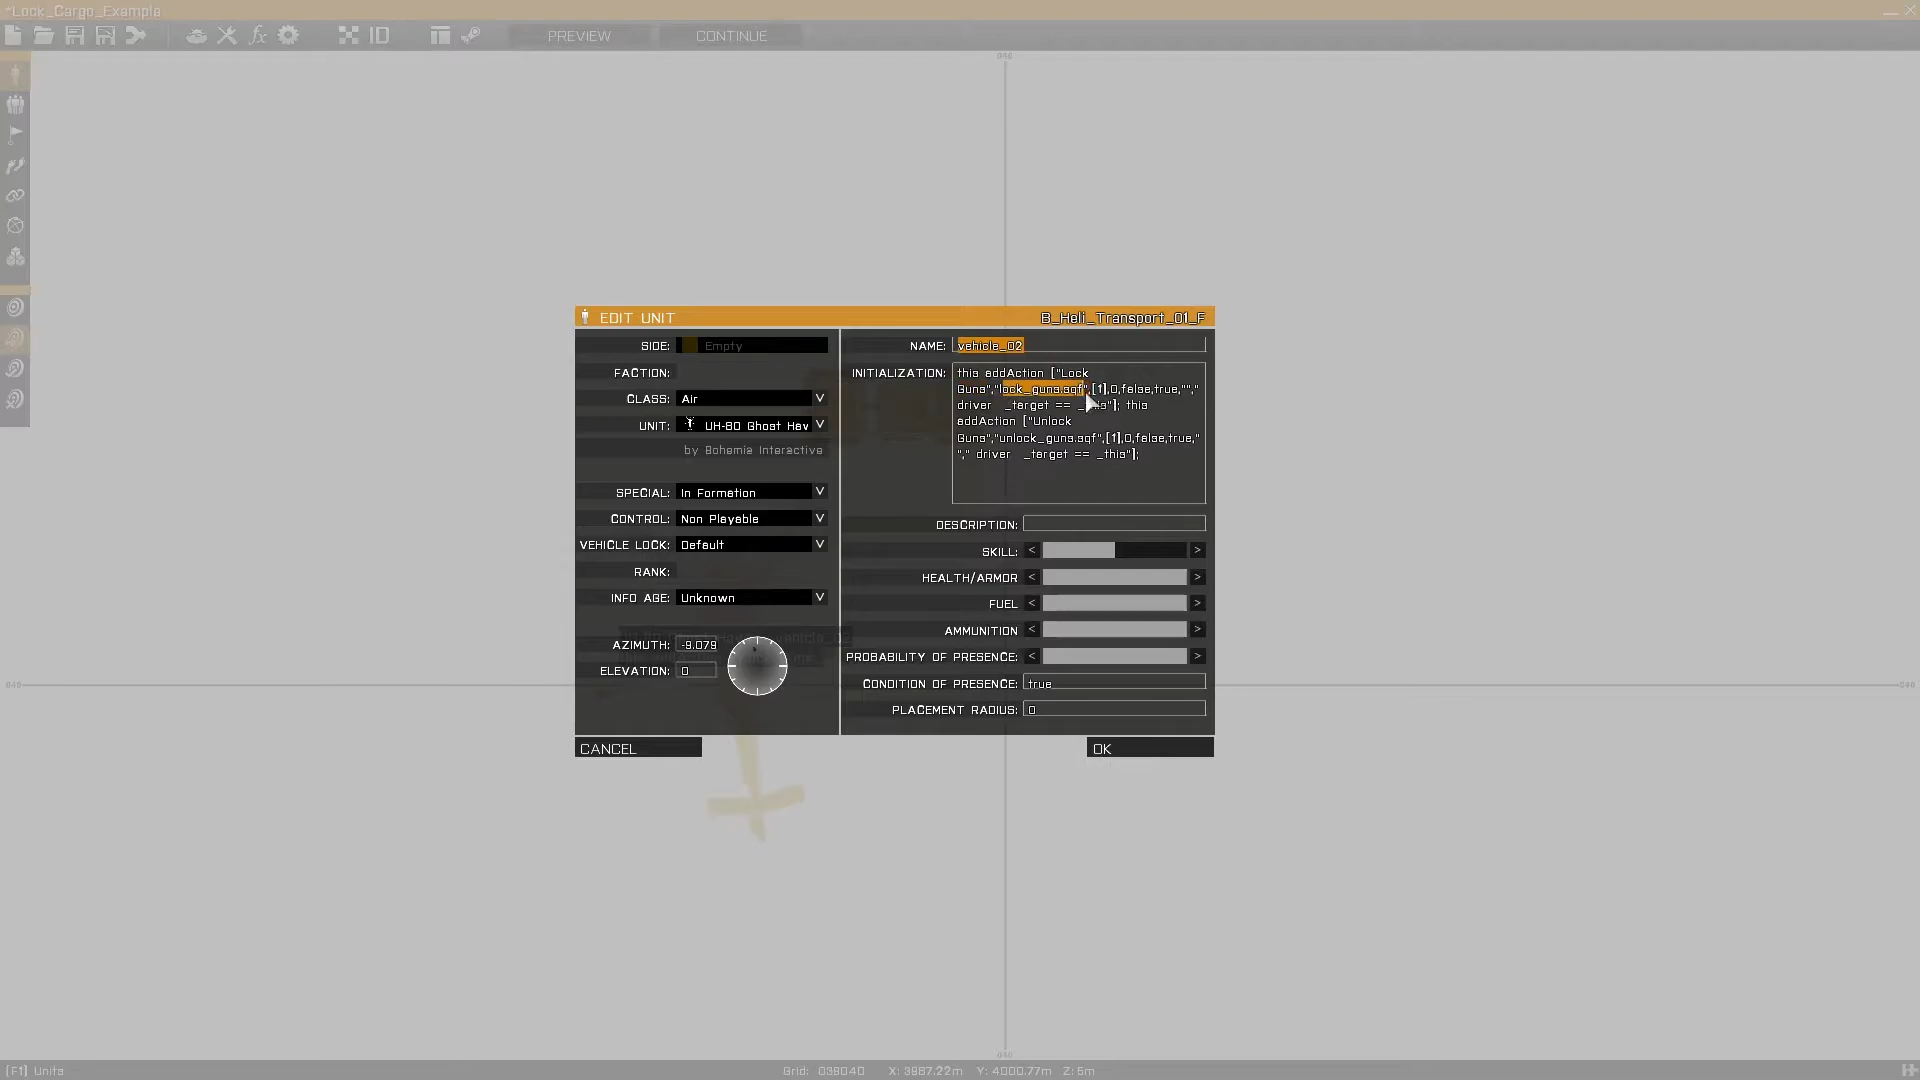 *Lock_Cargo_Example
ID
PREVIEW
CONTINUE
EDIT UNIT
B_Heli_Transport_01_F
SIDE: Empty
FACTION:
CLASS: Air
UNIT: UH-80 Ghost Haw
by Bohemia Interactive
SPECIAL: In Formation
CONTROL: Non Playable
VEHICLE LOCK: Default
RANK:
INFO AGE: Unknown
AZIMUTH: -9.079
ELEVATION: 0
NAME: vehicle_02
INITIALIZATION: this addAction ["Lock
Guns","lock_guns.sqf",[1],0,false,true,"","
driver _target == _this"]; this
addAction ["Unlock
Guns","unlock_guns.sqf",[1],0,false,true,"
"," driver _target == _this"];
DESCRIPTION:
SKILL:
HEALTH/ARMOR
FUEL
AMMUNITION
PROBABILITY OF PRESENCE:
CONDITION OF PRESENCE: true
PLACEMENT RADIUS: 0
CANCEL
OK
[F1] Units
Grid: 039040 X: 3987.22m Y: 4000.77m Z: 5m